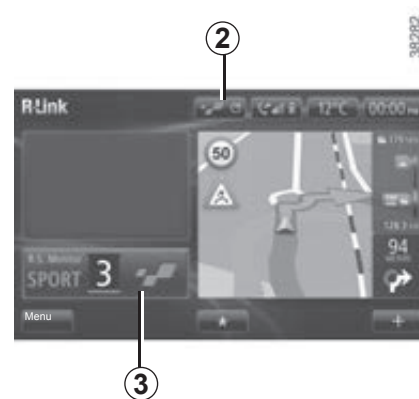 2
38282
R-Link
12°C
00:00
50
R.S. Monitor
SPORT 3
94
Menu
+
3